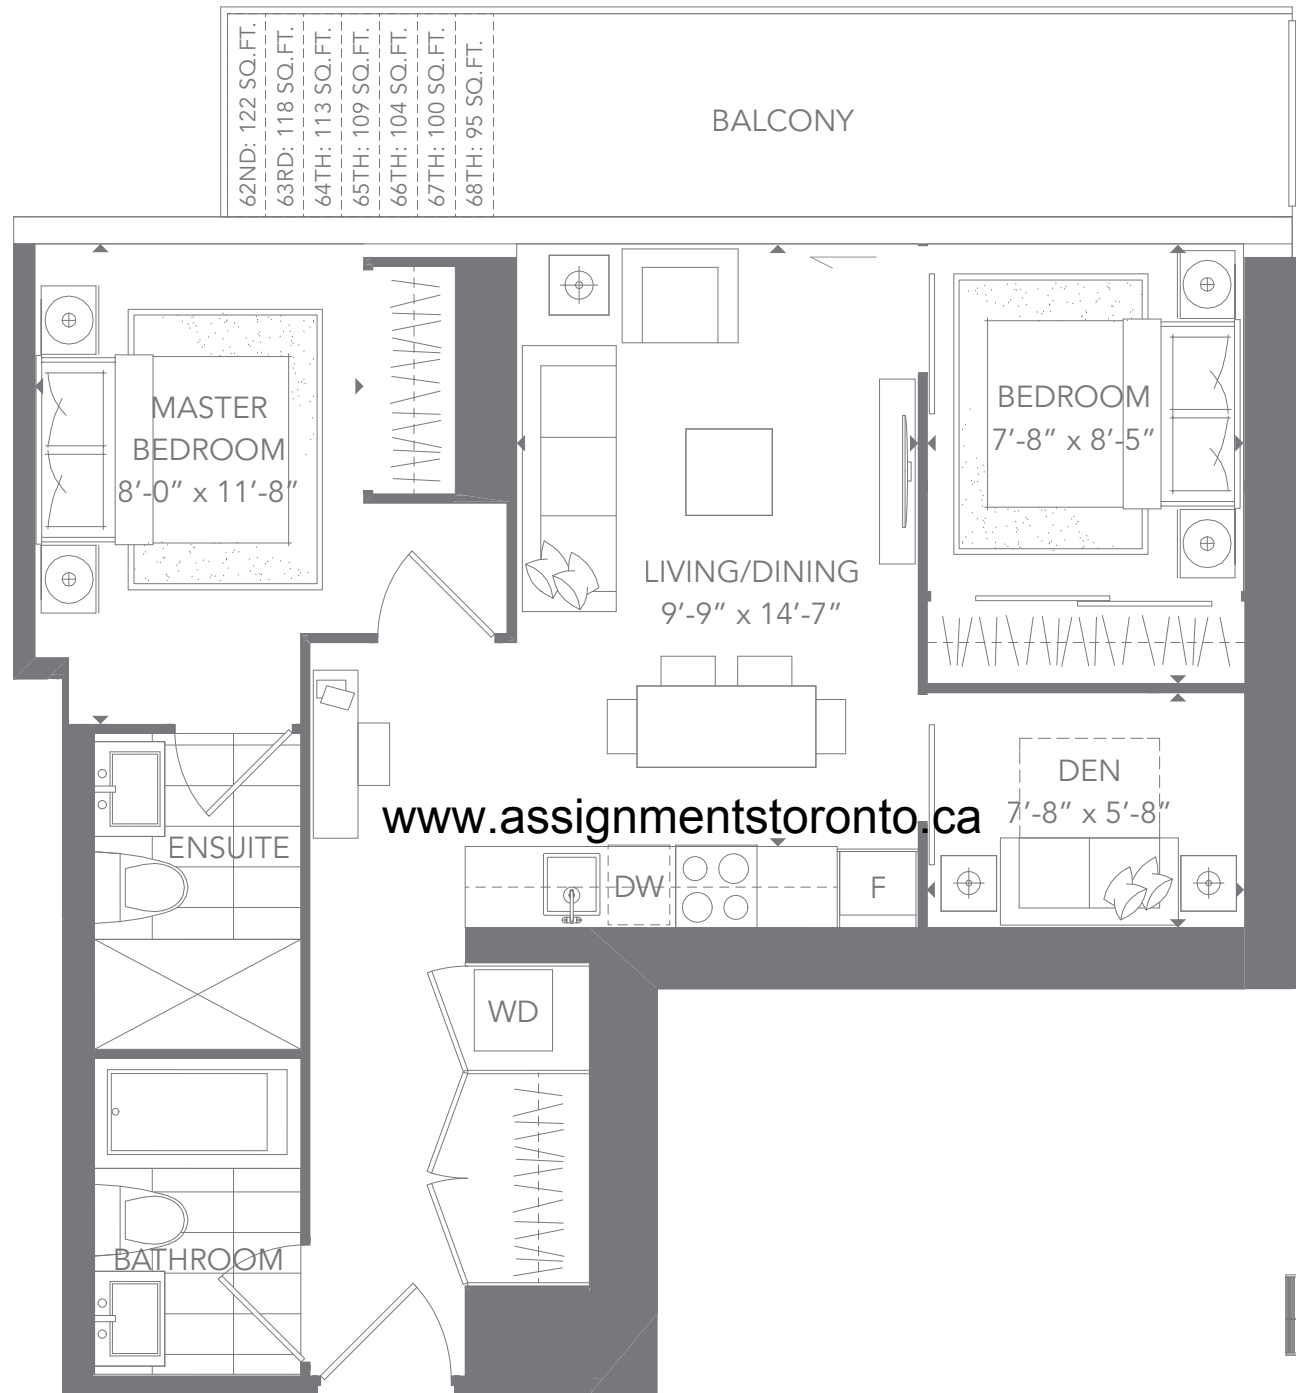 62ND: 122 SQ.FT.
63RD: 118 SQ.FT.
64TH: 113 SQ.FT.
65TH: 109 SQ.FT.
66TH: 104 SQ.FT.
67TH: 100 SQ.FT.
68TH: 95 SQ.FT.
BALCONY
MASTER
BEDROOM
8’-0” x 11’-8”
LIVING/DINING
9’-9” x 14’-7”
BEDROOM
7’-8” x 8’-5”
DEN
7’-8” x 5’-8”
www.assignmentstoronto.ca
ENSUITE
DW
F
WD
BATHROOM